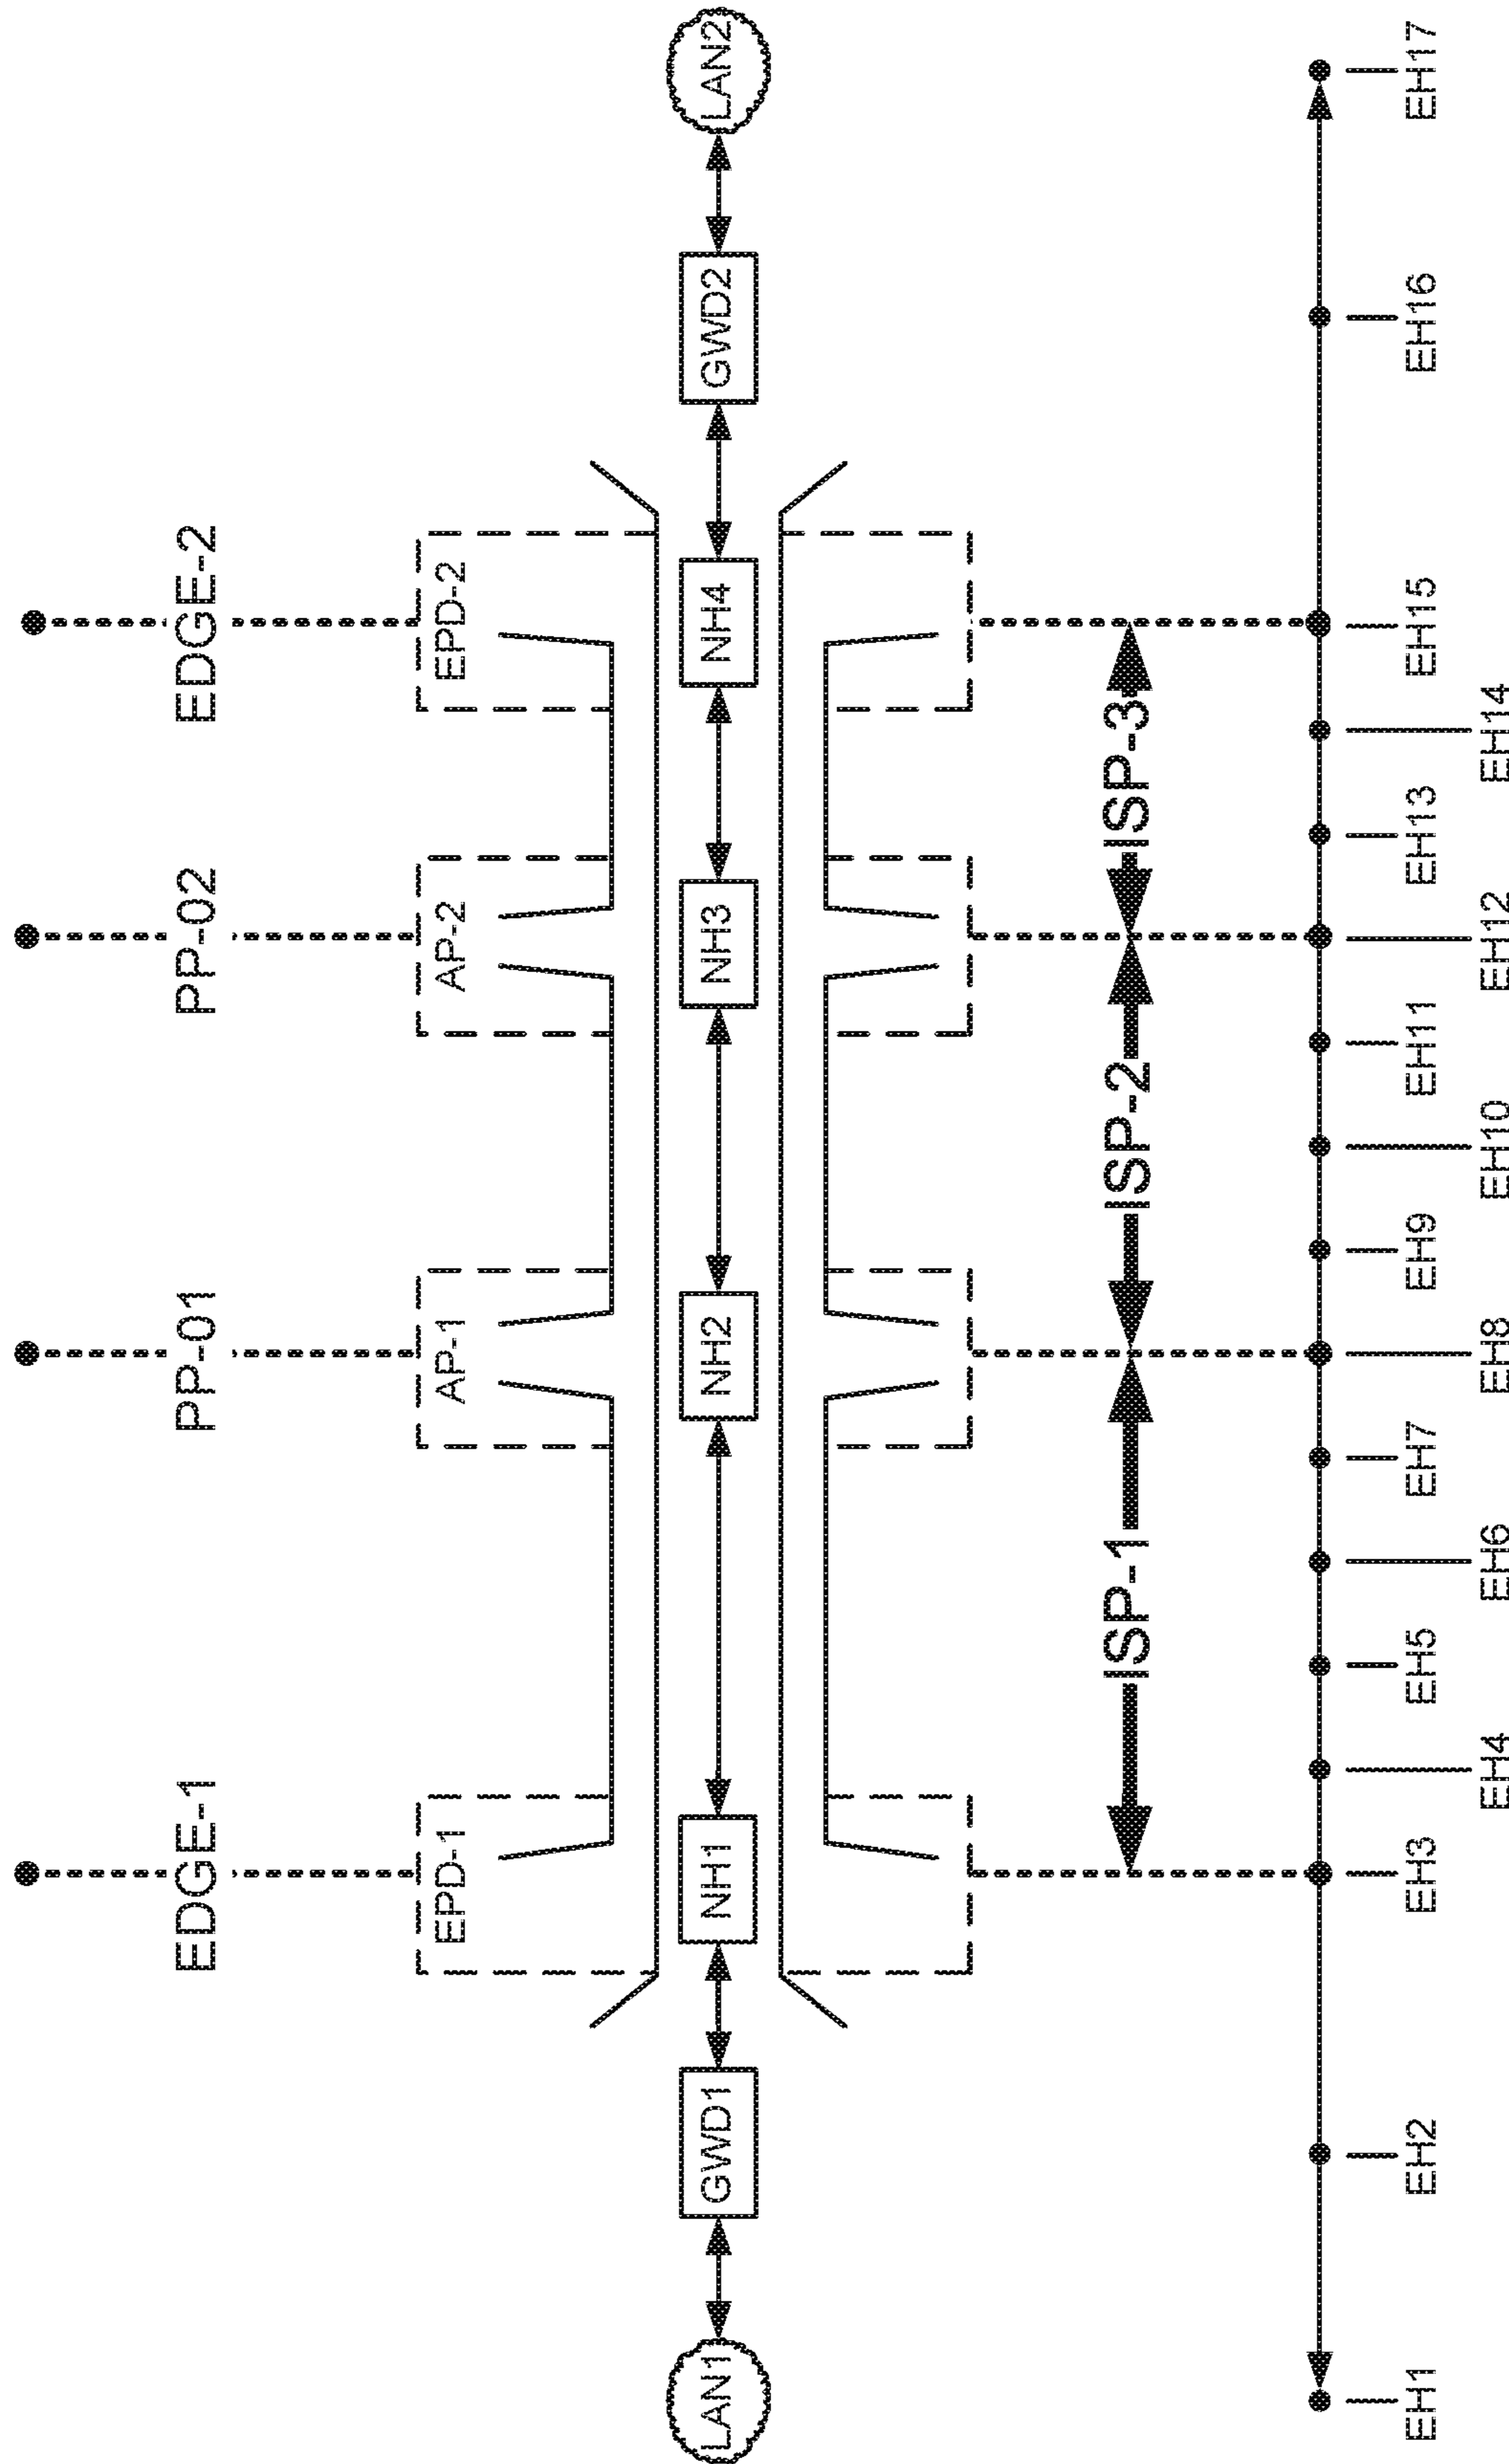 EDGE-1
PP-01
PP-02
EDGE-2
EPD-1
AP-1
AP-2
EPD-2
LAN1
GWD1
NH1
NH2
NH3
NH4
GWD2
LAN2
ISP-1
ISP-2
ISP-3
EH1
EH2
EH3
EH4
EH5
EH6
EH7
EH8
EH9
EH10
EH11
EH12
EH13
EH14
EH15
EH16
EH17